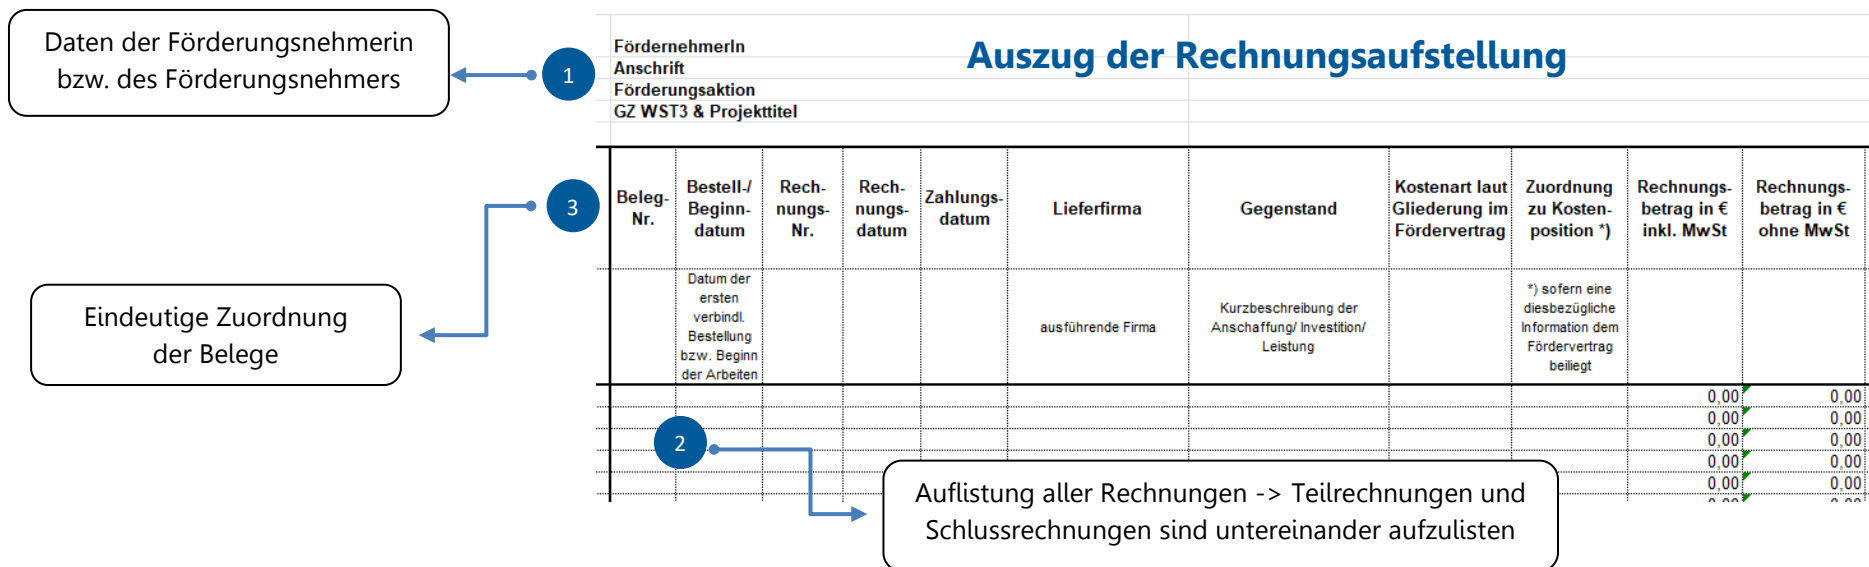 Daten der Förderungsnehmerin
bzw. des Förderungsnehmers
1
FördernehmerIn
Anschrift
Förderungsaktion
GZ WST3 & Projekttitel
Auszug der Rechnungsaufstellung
3
Eindeutige Zuordnung
der Belege
Beleg-
Nr.
Bestell-/
Beginn-
datum
Rech-
nungs-
Nr.
Rech-
nungs-
datum
Zahlungs-
datum
Lieferfirma
Gegenstand
Kostenart laut
Gliederung im
Fördervertrag
Zuordnung
zu Kosten-
position *)
Rechnungs-
betrag in €
inkl. MwSt
Rechnungs-
betrag in €
ohne MwSt
Datum der
ersten
verbindl.
Bestellung
bzw. Beginn
der Arbeiten
ausführende Firma
Kurzbeschreibung der
Anschaffung/ Investition/
Leistung
*) sofern eine
diesbezügliche
Information dem
Fördervertrag
beiliegt
0,00 0,00
0,00 0,00
0,00 0,00
0,00 0,00
0,00 0,00
2
Auflistung aller Rechnungen -> Teilrechnungen und
Schlussrechnungen sind untereinander aufzulisten